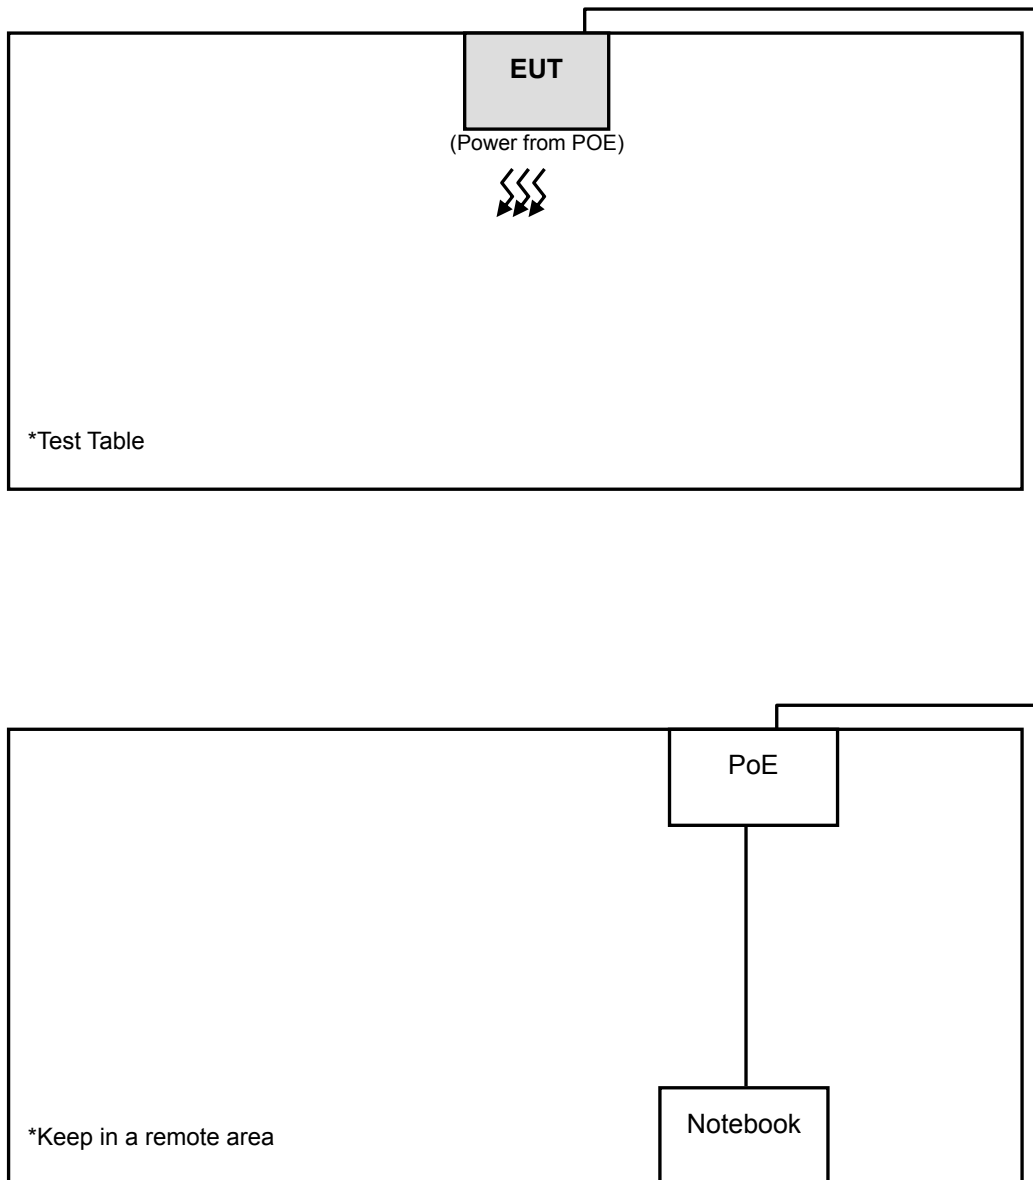 EUT
(Power from POE)
*Test Table
PoE
Notebook
*Keep in a remote area